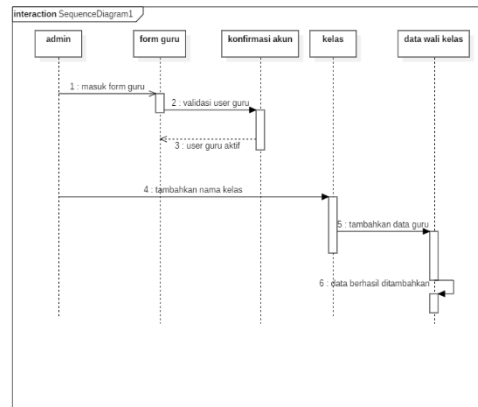 interaction SequenceDiagram1
admin
form guru
konfirmasi akun
kelas
data wali kelas
1 : masuk form guru
2 : validasi user guru
3 : user guru aktif
4 : tambahkan nama kelas
5 : tambahkan data guru
6 : data berhasil ditambahkan